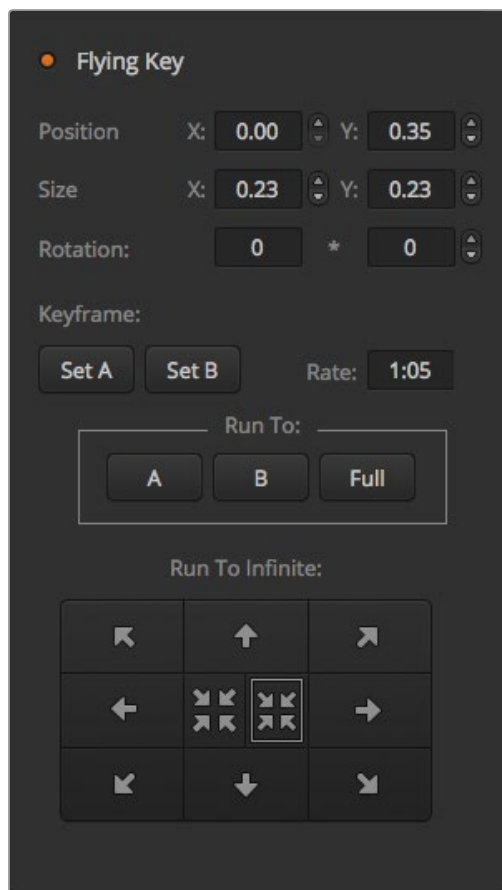 Flying Key
Position X: 0.00 Y: 0.35
Size X: 0.23 Y: 0.23
Rotation: 0 * 0
Keyframe:
Set A Set B Rate: 1:05
Run To:
A B Full
Run To Infinite: